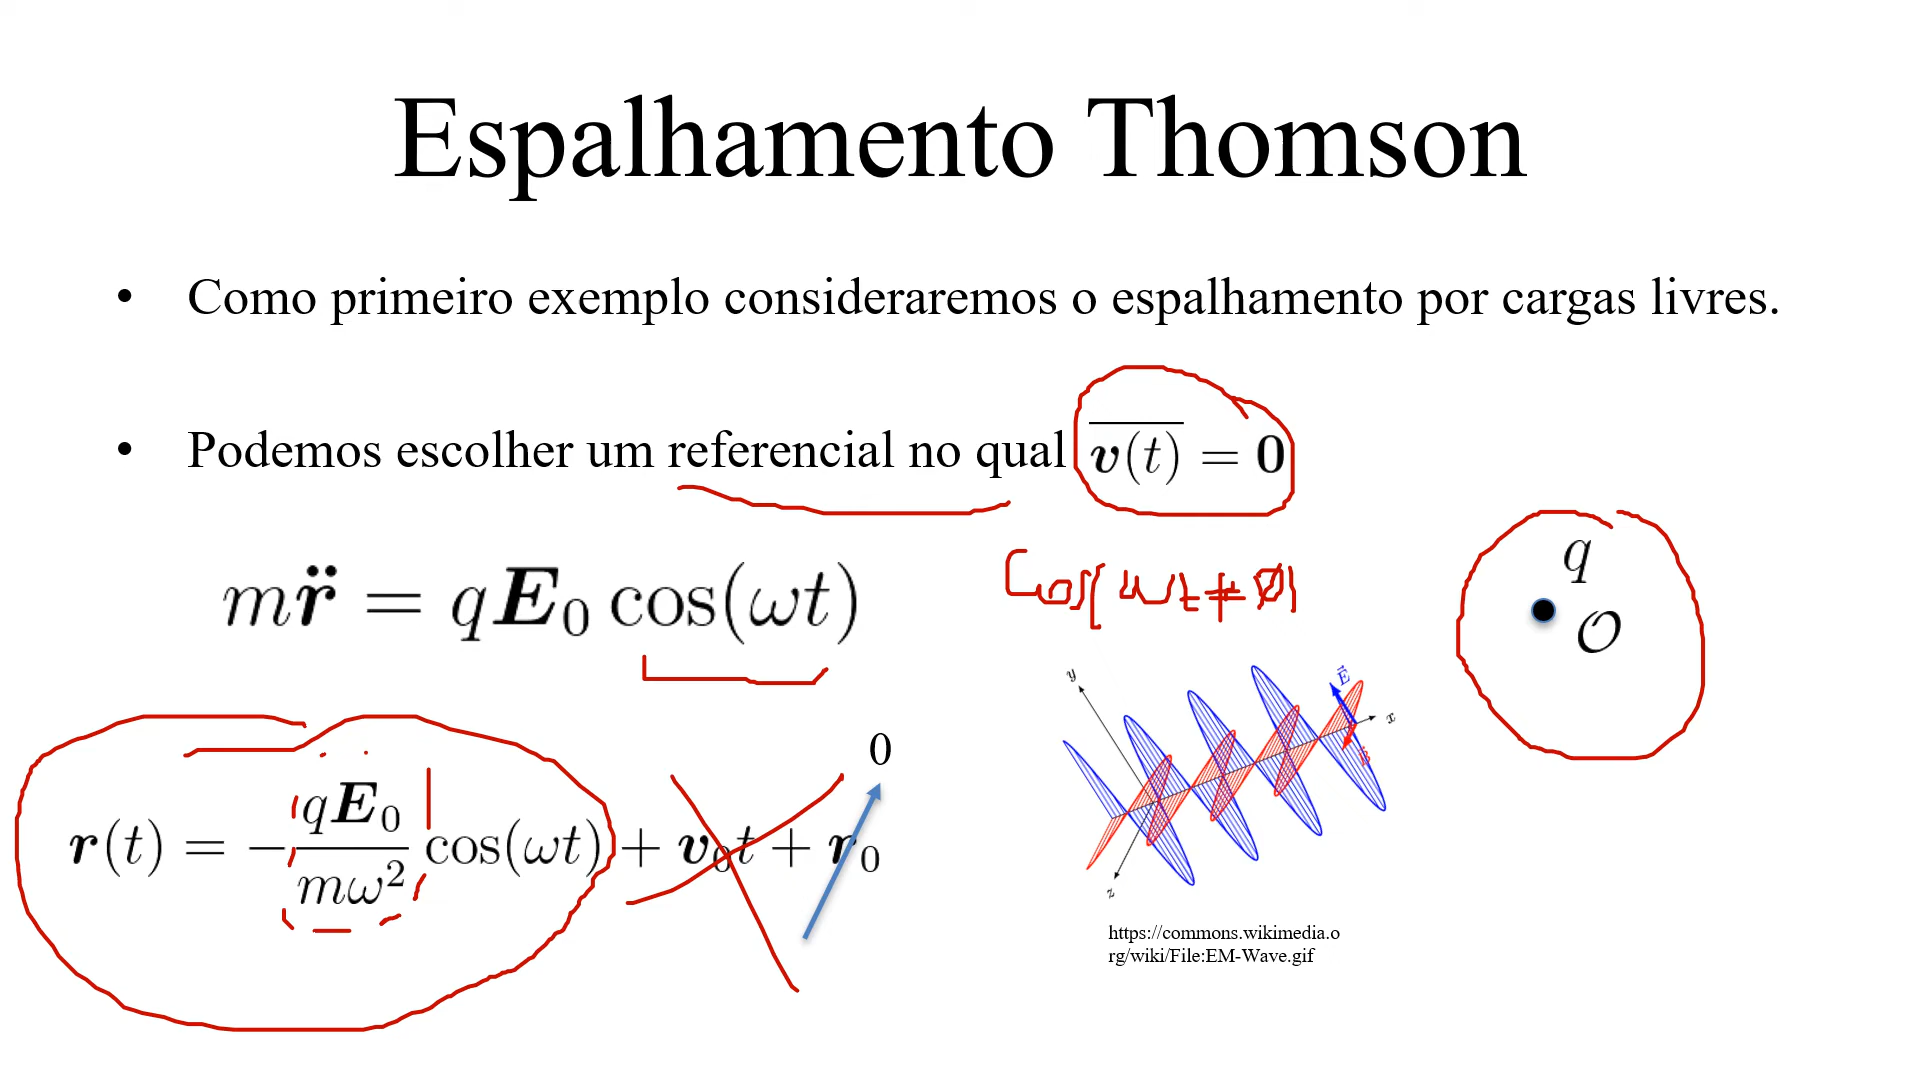 Espalhamento Thomson
• Como primeiro exemplo consideraremos o espalhamento por cargas livres.
• Podemos escolher um referencial no qual $\overline{\boldsymbol{v}(t)} = \mathbf{0}$
$m\ddot{\boldsymbol{r}} = q\boldsymbol{E}_0 \cos(\omega t)$
Cos(ωt+Ø)
q
𝒪
y
$\vec{E}$
x
0
$\boldsymbol{r}(t) = -\frac{q\boldsymbol{E}_0}{m\omega^2} \cos(\omega t) + \boldsymbol{v}_0 t + \boldsymbol{r}_0$
z
https://commons.wikimedia.o
rg/wiki/File:EM-Wave.gif